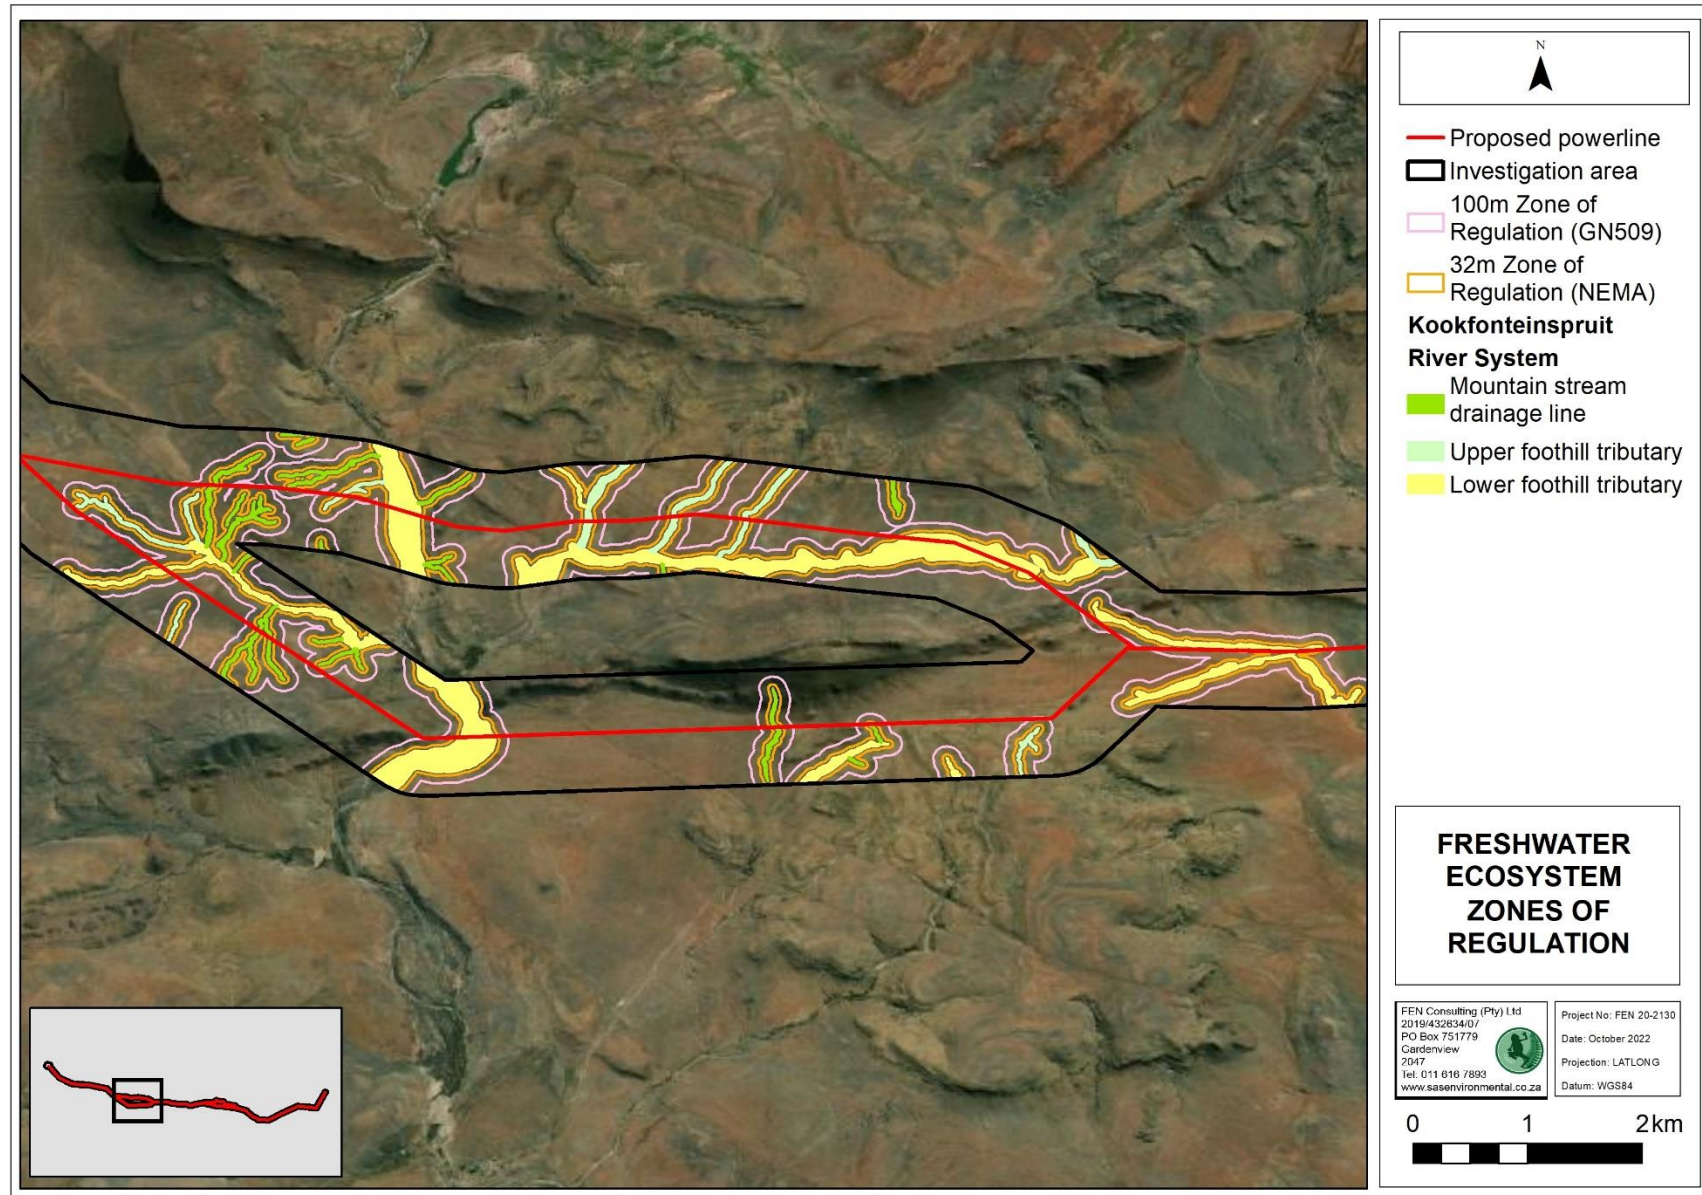 N
Proposed powerline
Investigation area
100m Zone of
Regulation (GN509)
32m Zone of
Regulation (NEMA)
Kookfonteinspruit
River System
Mountain stream
drainage line
Upper foothill tributary
Lower foothill tributary
FRESHWATER
ECOSYSTEM
ZONES OF
REGULATION
FEN Consulting (Pty) Ltd
2019/432634/07
PO Box 751779
Gardenview
2047
Tel: 011 616 7893
www.sasenvironmental.co.za
Project No: FEN 20-2130
Date: October 2022
Projection: LATLONG
Datum: WGS84
0 1 2km